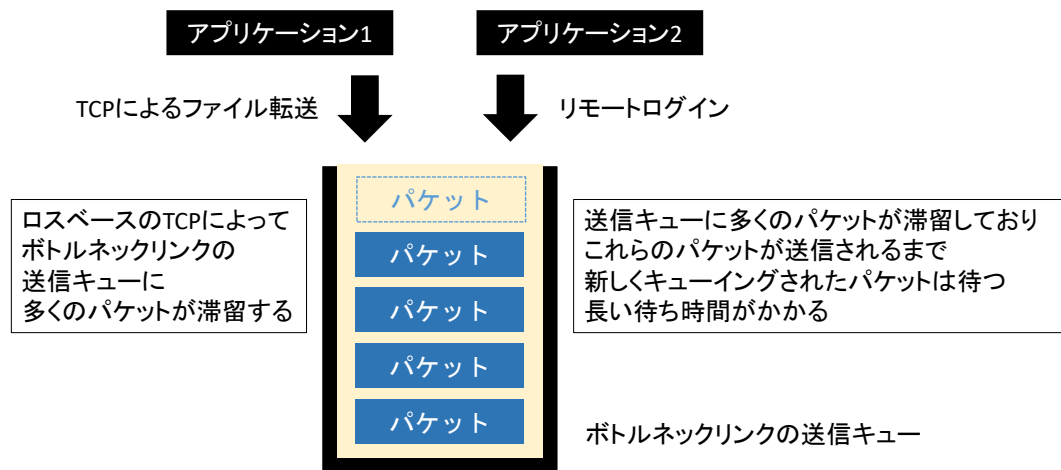 アプリケーション1
アプリケーション2
TCPによるファイル転送
リモートログイン
ロスベースのTCPによって
ボトルネックリンクの
送信キューに
多くのパケットが滞留する
パケット
パケット
パケット
パケット
パケット
送信キューに多くのパケットが滞留しており
これらのパケットが送信されるまで
新しくキューイングされたパケットは待つ
長い待ち時間がかかる
ボトルネックリンクの送信キュー